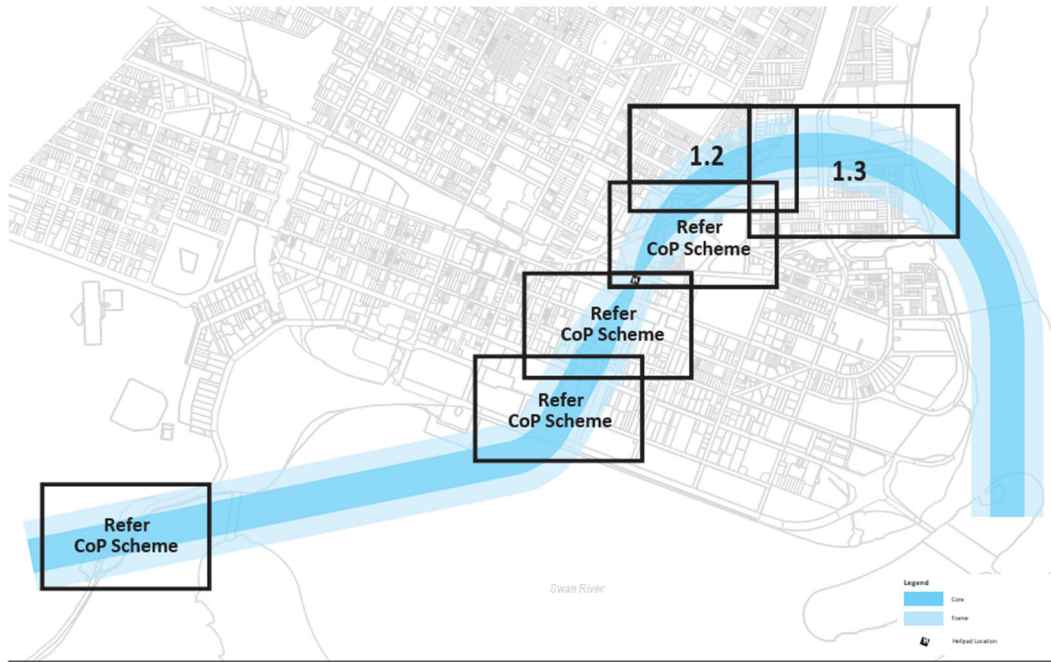 1.2
1.3
Refer
CoP Scheme
Refer
CoP Scheme
Refer
CoP Scheme
Refer
CoP Scheme
Swan River
Legend
Core
Frame
H Helipad Location